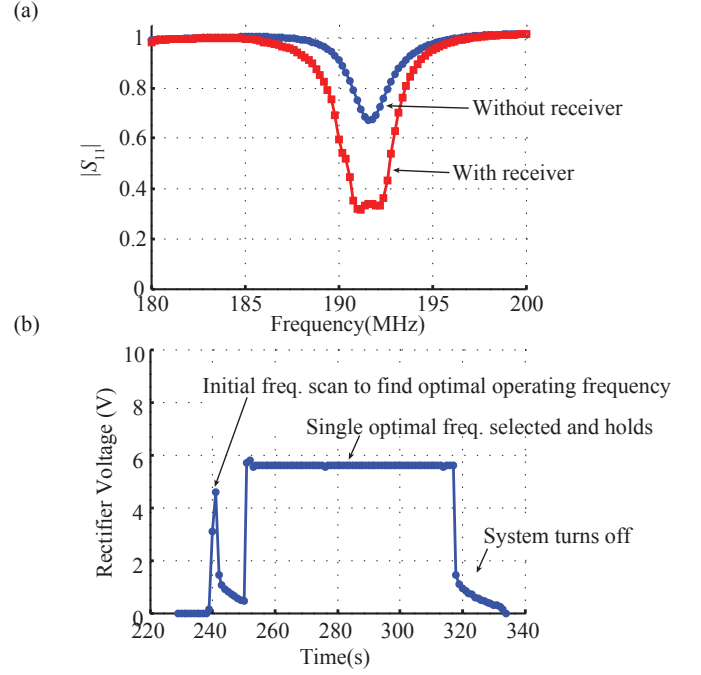 (a)
1
0.8
0.6
0.4
0.2
0
|S11|
Without receiver
With receiver
180 185 190 195 200
Frequency(MHz)
(b)
10
8
6
4
2
0
Rectifier Voltage (V)
Initial freq. scan to find optimal operating frequency
Single optimal freq. selected and holds
System turns off
220 240 260 280 300 320 340
Time(s)